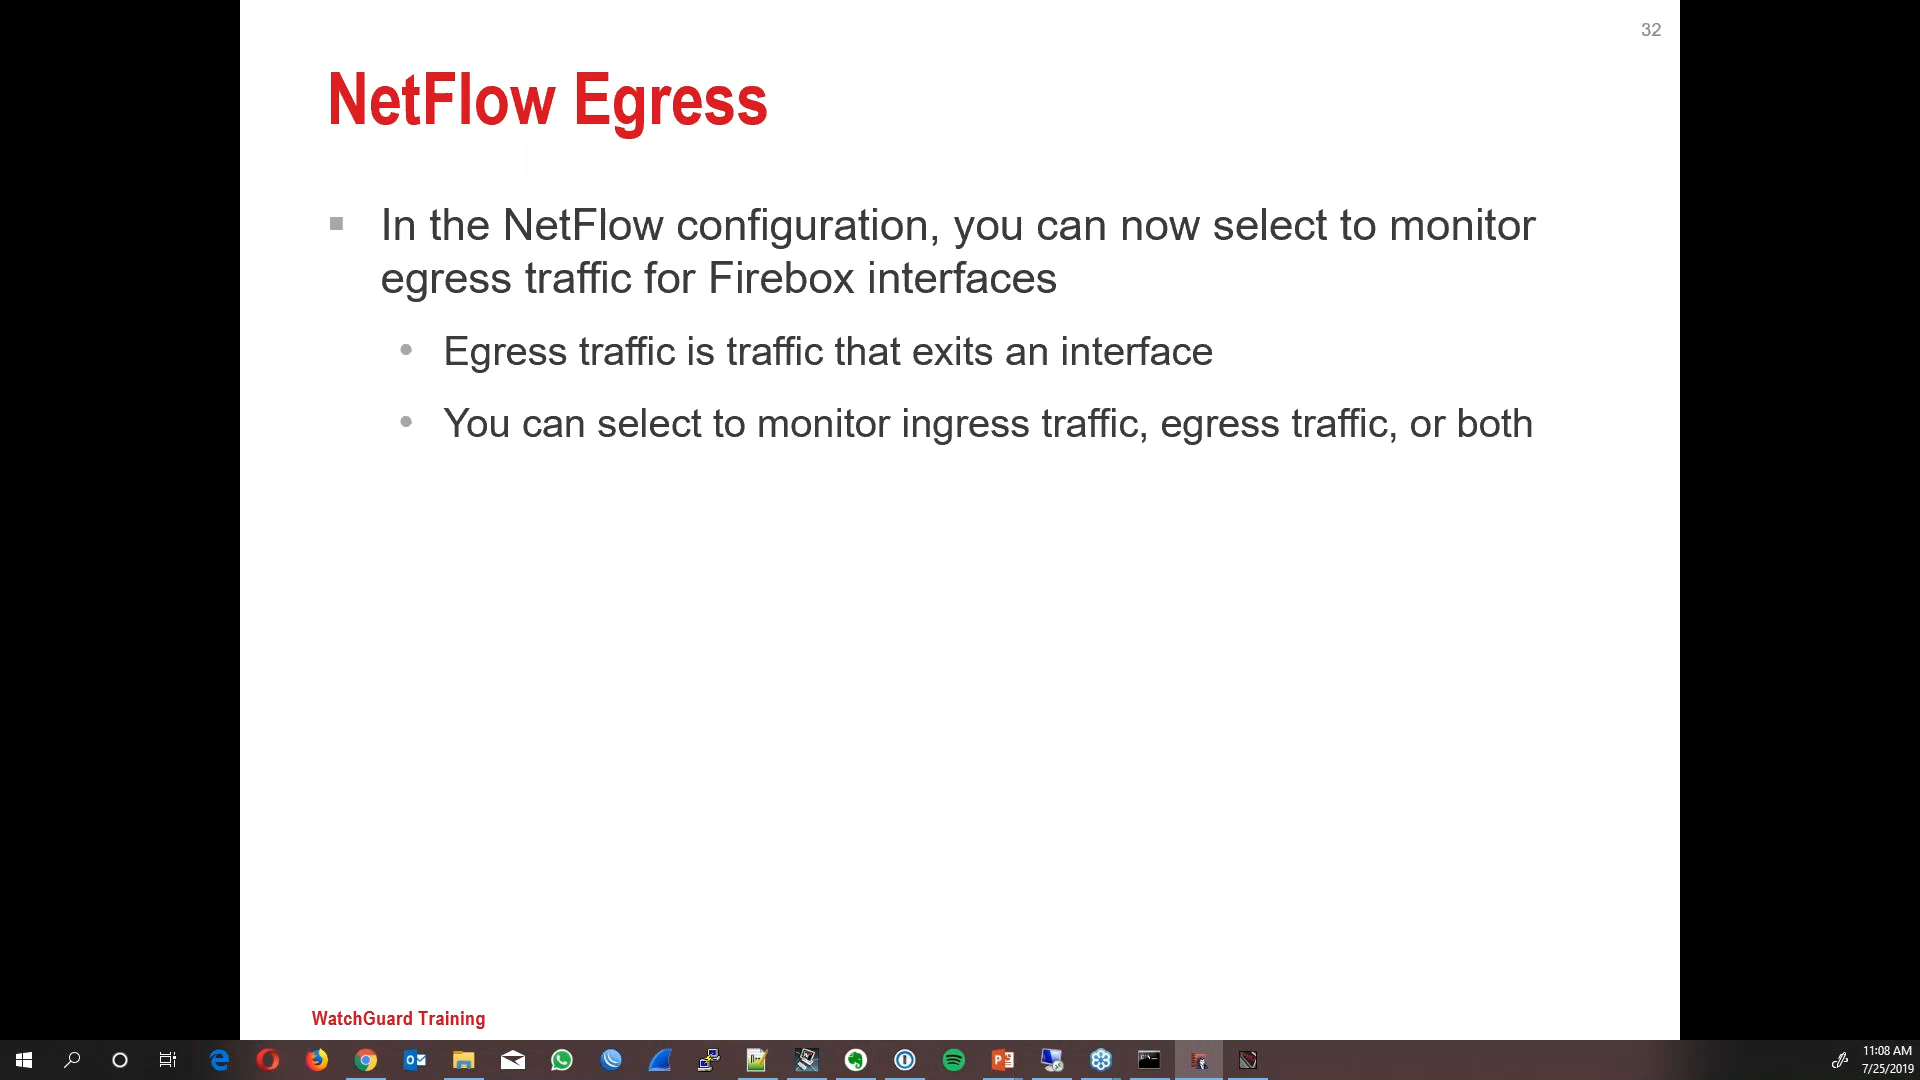 32
NetFlow Egress
In the NetFlow configuration, you can now select to monitor
egress traffic for Firebox interfaces
Egress traffic is traffic that exits an interface
You can select to monitor ingress traffic, egress traffic, or both
WatchGuard Training
11:08 AM
7/25/2019